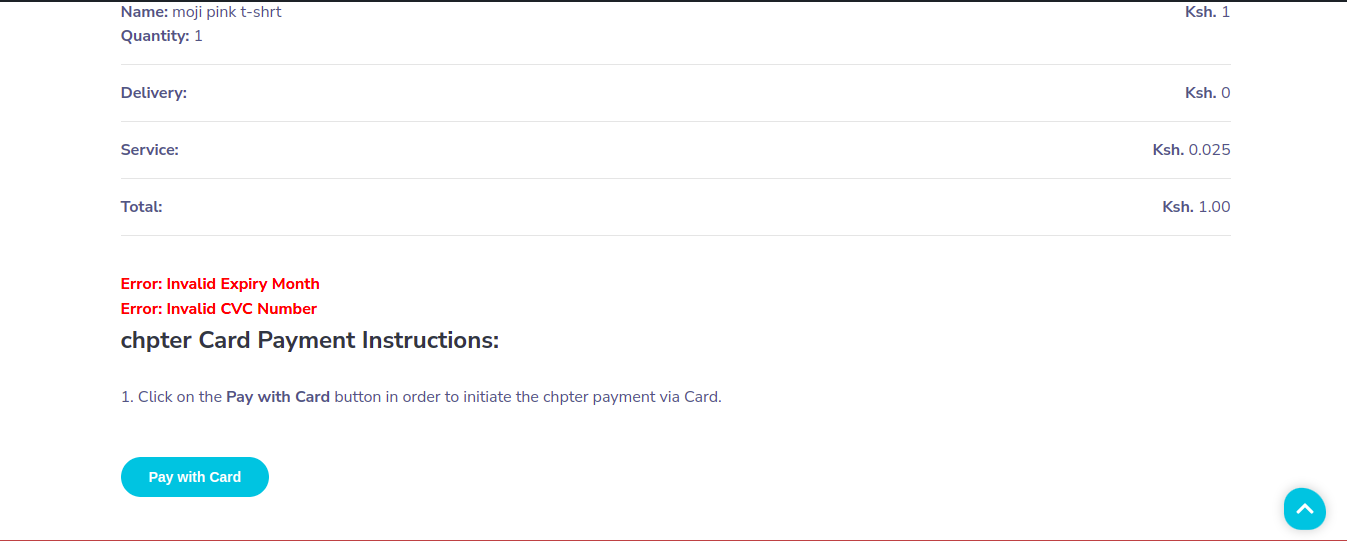 Name: moji pink t-shrt Ksh. 1
Quantity: 1
Delivery: Ksh. 0
Service: Ksh. 0.025
Total: Ksh. 1.00
Error: Invalid Expiry Month
Error: Invalid CVC Number
chpter Card Payment Instructions:
1. Click on the Pay with Card button in order to initiate the chpter payment via Card.
Pay with Card